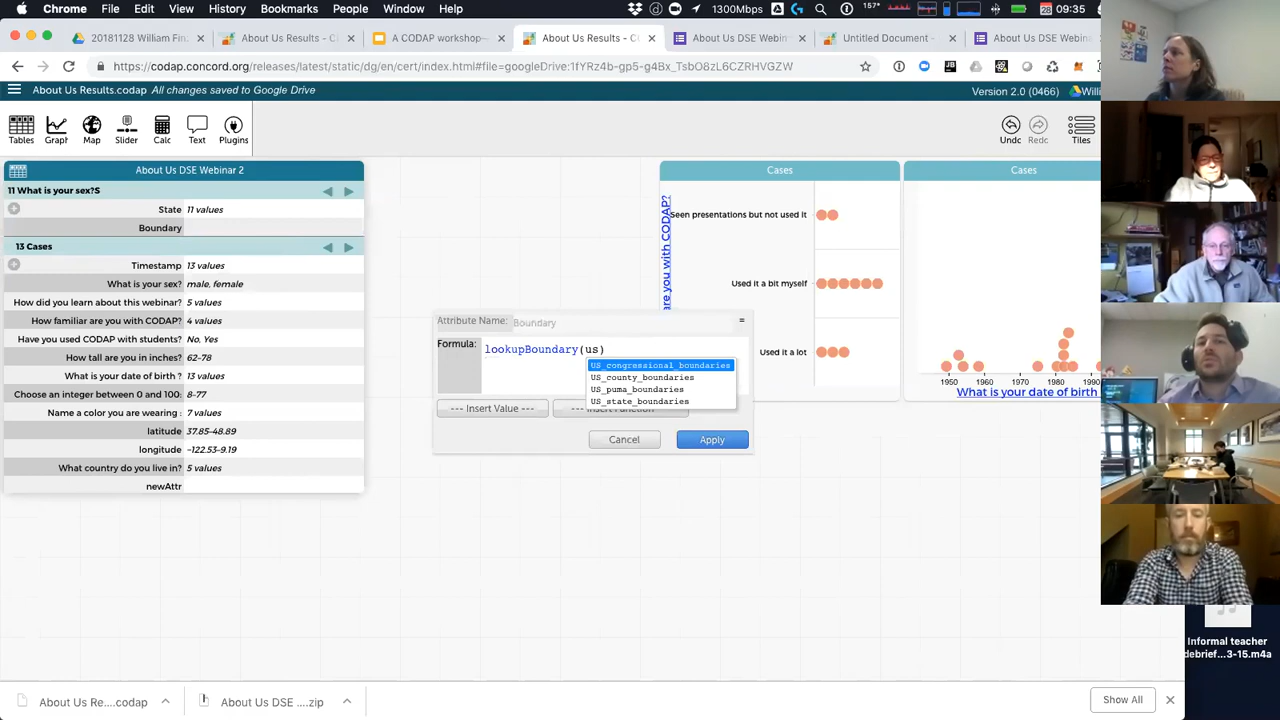 Chrome File Edit View History Bookmarks People Window Help
1300Mbps
157°
09:35
20181128 William Fin
About Us Results - C
A CODAP workshop—
About Us Results - C
About Us DSE Webin
Untitled Document -
About Us DSE Webin
https://codap.concord.org/releases/latest/static/dg/en/cert/index.html#file=googleDrive:1fYRz4b-gp5-g4Bx_TsbO8zL6CZRHVGZW
About Us Results.codap All changes saved to Google Drive
Version 2.0 (0466)
Willi
Tables Graph Map Slider Calc Text Plugins
Undo Redo Tiles
About Us DSE Webinar 2
11 What is your sex?S
State 11 values
Boundary
13 Cases
Timestamp 13 values
What is your sex? male, female
How did you learn about this webinar? 5 values
How familiar are you with CODAP? 4 values
Have you used CODAP with students? No, Yes
How tall are you in inches? 62-78
What is your date of birth ? 13 values
Choose an integer between 0 and 100: 8-77
Name a color you are wearing : 7 values
latitude 37.85-48.89
longitude -122.53-9.19
What country do you live in? 5 values
newAttr
Cases
are you with CODAP?
Seen presentations but not used it
Used it a bit myself
Used it a lot
Cases
1950 1960 1970 1980 199
What is your date of birth
Attribute Name: Boundary =
Formula: lookupBoundary(us)
US_congressional_boundaries
US_county_boundaries
US_puma_boundaries
US_state_boundaries
--- Insert Value ---
--- Insert Function ---
Cancel
Apply
Informal teacher
debrief...3-15.m4a
About Us Re....codap
About Us DSE ....zip
Show All